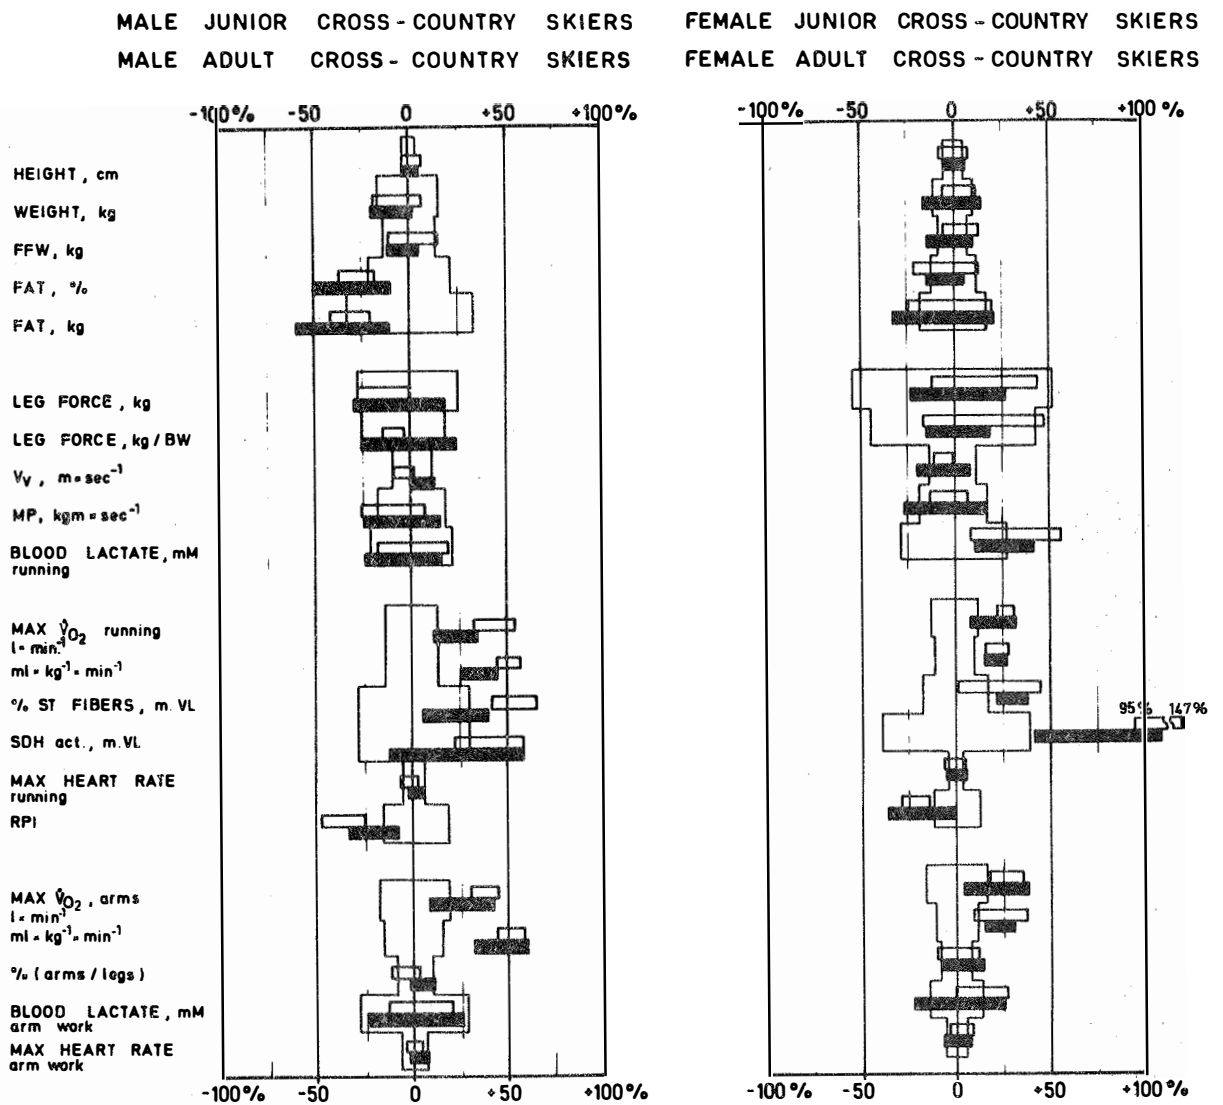 MALE JUNIOR CROSS-COUNTRY SKIERS
MALE ADULT CROSS-COUNTRY SKIERS
FEMALE JUNIOR CROSS-COUNTRY SKIERS
FEMALE ADULT CROSS-COUNTRY SKIERS
-100% -50 0 +50 +100%
-100% -50 0 +50 +100%
HEIGHT, cm
WEIGHT, kg
FFW, kg
FAT, %
FAT, kg
LEG FORCE, kg
LEG FORCE, kg/BW
Vv, m×sec⁻¹
MP, kgm×sec⁻¹
BLOOD LACTATE, mM
running
MAX V̇O₂ running
l×min⁻¹
ml×kg⁻¹×min⁻¹
% ST FIBERS, m. VL
95% 147%
SDH act., m.VL
MAX HEART RATE
running
RPI
MAX V̇O₂, arms
l×min⁻¹
ml×kg⁻¹×min⁻¹
% (arms/legs)
BLOOD LACTATE, mM
arm work
MAX HEART RATE
arm work
-100% -50 0 +50 +100%
-100% -50 0 +50 +100%